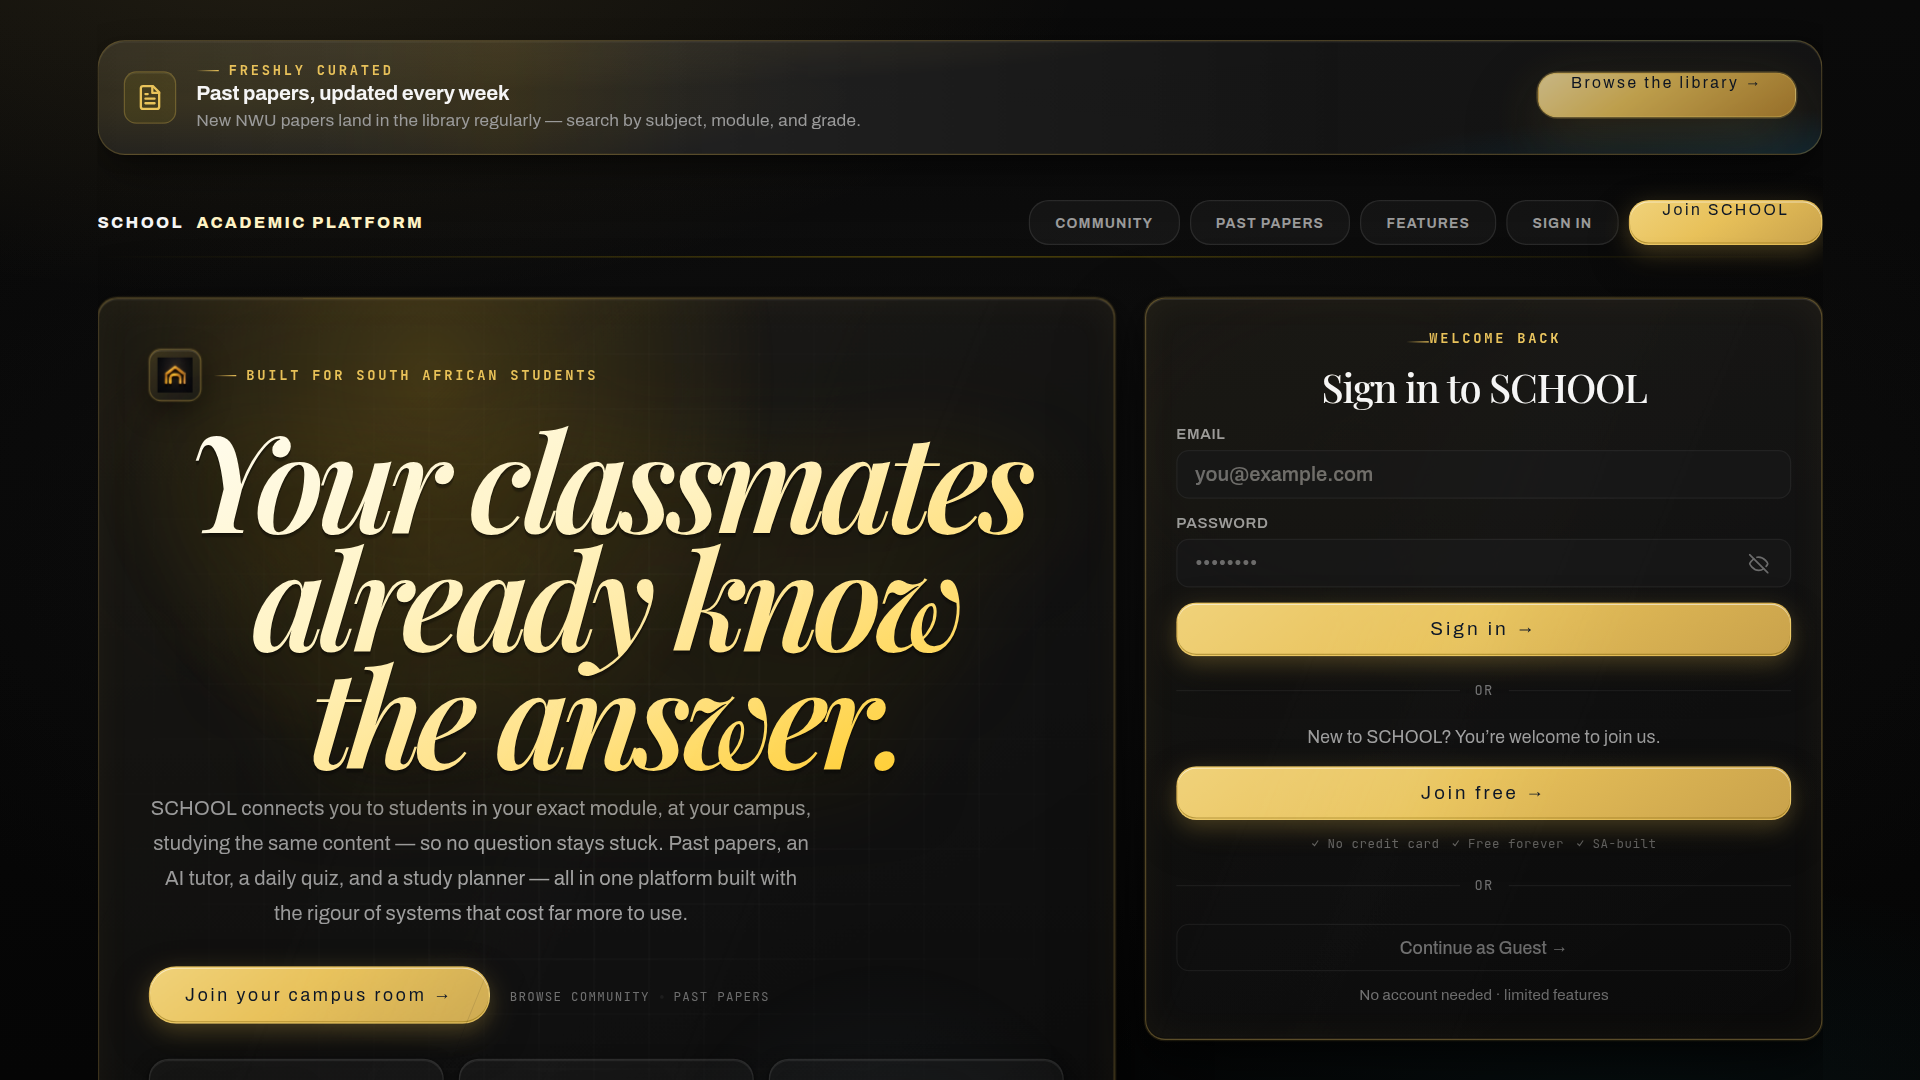 FRESHLY CURATED
Past papers, updated every week
New NWU papers land in the library regularly — search by subject, module, and grade.
Browse the library →
SCHOOL ACADEMIC PLATFORM
COMMUNITY
PAST PAPERS
FEATURES
SIGN IN
Join SCHOOL
BUILT FOR SOUTH AFRICAN STUDENTS
Your classmates
already know
the answer.
SCHOOL connects you to students in your exact module, at your campus,
studying the same content — so no question stays stuck. Past papers, an
AI tutor, a daily quiz, and a study planner — all in one platform built with
the rigour of systems that cost far more to use.
Join your campus room →
BROWSE COMMUNITY · PAST PAPERS
WELCOME BACK
Sign in to SCHOOL
EMAIL
you@example.com
PASSWORD
••••••••
Sign in →
OR
New to SCHOOL? You’re welcome to join us.
Join free →
✓ No credit card ✓ Free forever ✓ SA-built
OR
Continue as Guest →
No account needed · limited features